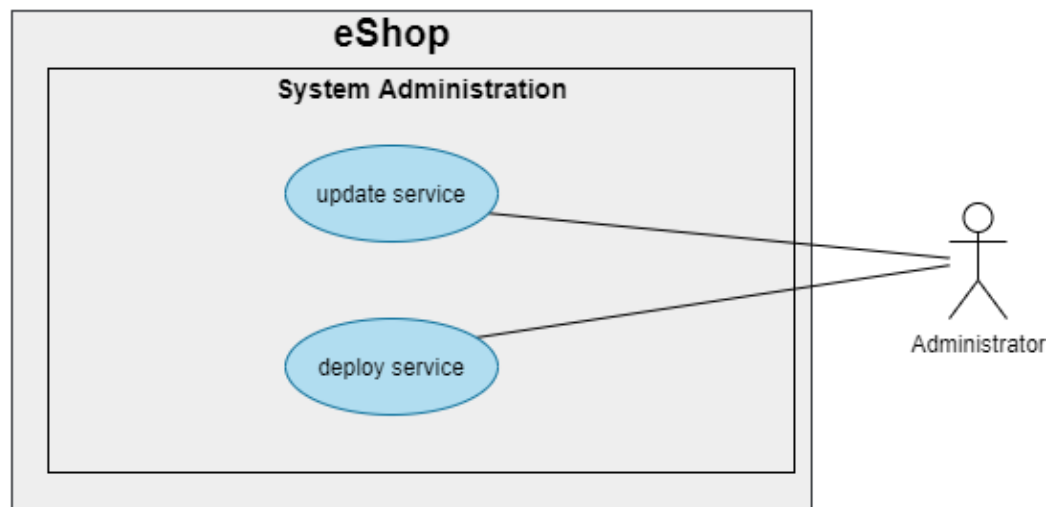 eShop
System Administration
update service
deploy service
Administrator